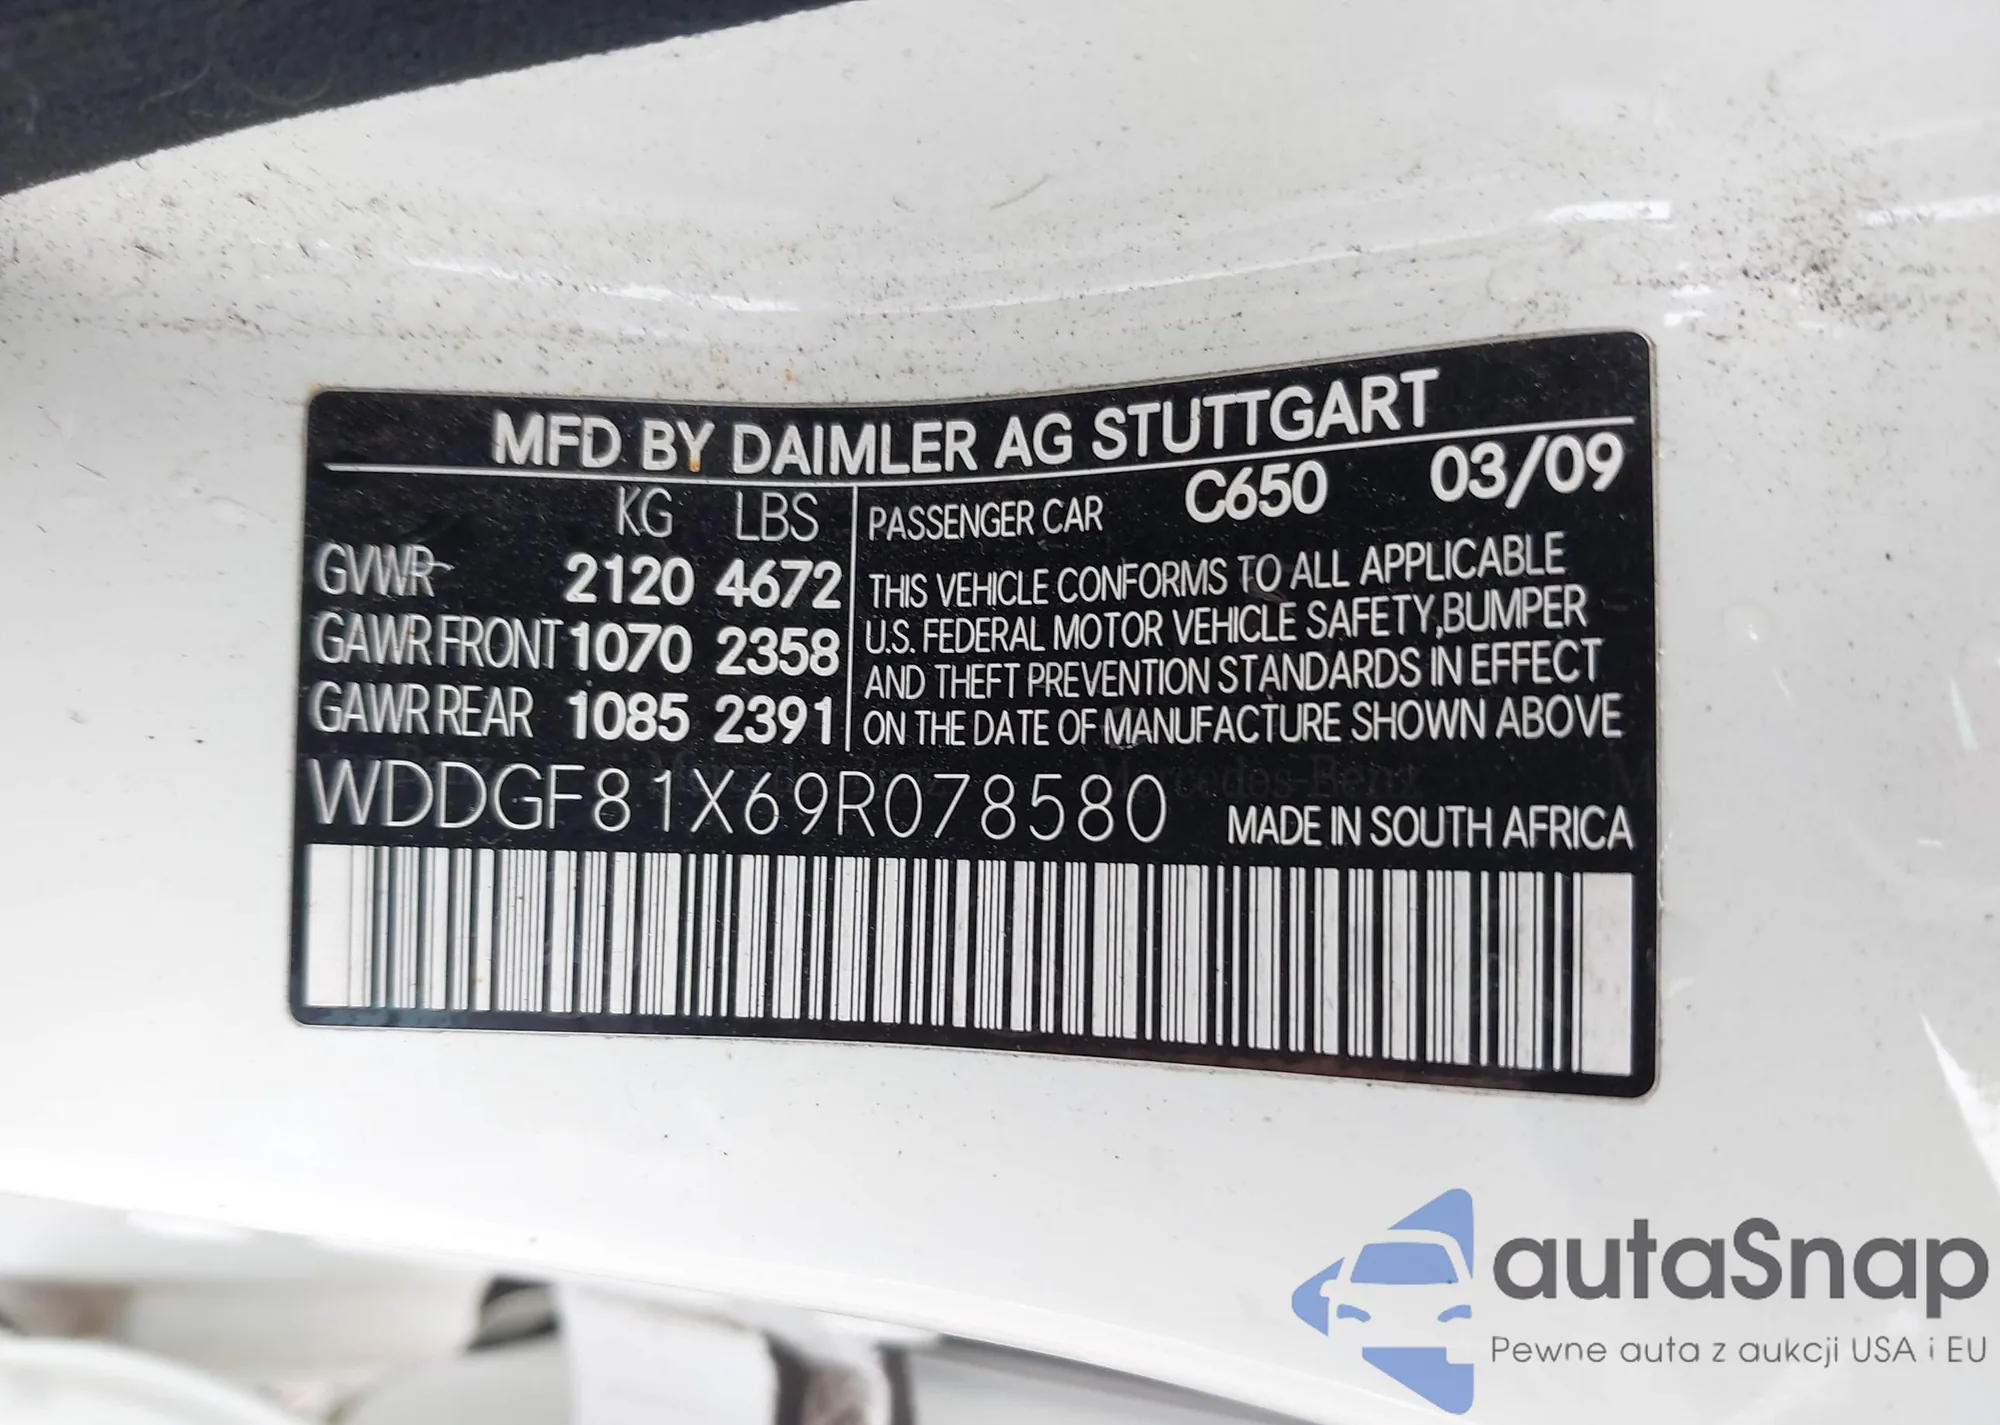 MFD BY DAIMLER AG STUTTGART
KG LBS
PASSENGER CAR C650 03/09
GVWR 2120 4672
GAWR FRONT 1070 2358
GAWR REAR 1085 2391
THIS VEHICLE CONFORMS TO ALL APPLICABLE
U.S. FEDERAL MOTOR VEHICLE SAFETY,BUMPER
AND THEFT PREVENTION STANDARDS IN EFFECT
ON THE DATE OF MANUFACTURE SHOWN ABOVE
WDDGF81X69R078580
MADE IN SOUTH AFRICA
Mercedes-Benz
autaSnap
Pewne auta z aukcji USA i EU